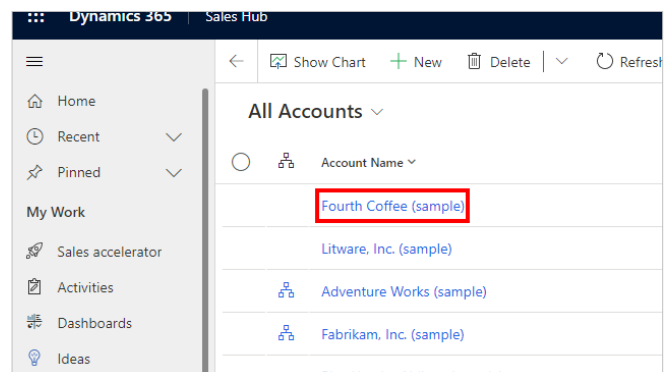 Dynamics 365 Sales Hub
Show Chart New Delete Refresh
Home
Recent
Pinned
My Work
Sales accelerator
Activities
Dashboards
Ideas
All Accounts
Account Name
Fourth Coffee (sample)
Litware, Inc. (sample)
Adventure Works (sample)
Fabrikam, Inc. (sample)